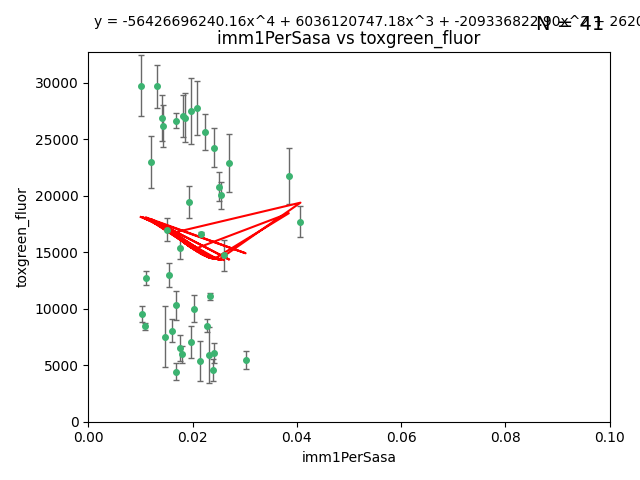 y = -56426696240.16x^4 + 6036120747.18x^3 + -209336822.90x^2 + 2620
N = 41
imm1PerSasa vs toxgreen_fluor
30000
25000
20000
15000
10000
5000
0
toxgreen_fluor
0.00 0.02 0.04 0.06 0.08 0.10
imm1PerSasa